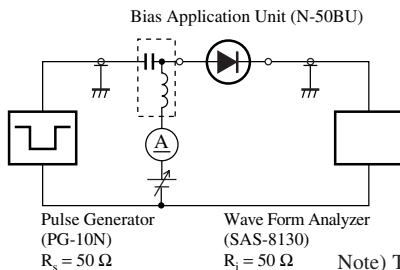 Bias Application Unit (N-50BU)
A
Pulse Generator
(PG-10N)
Rs = 50 Ω
Wave Form Analyzer
(SAS-8130)
Ri = 50 Ω
Note) T